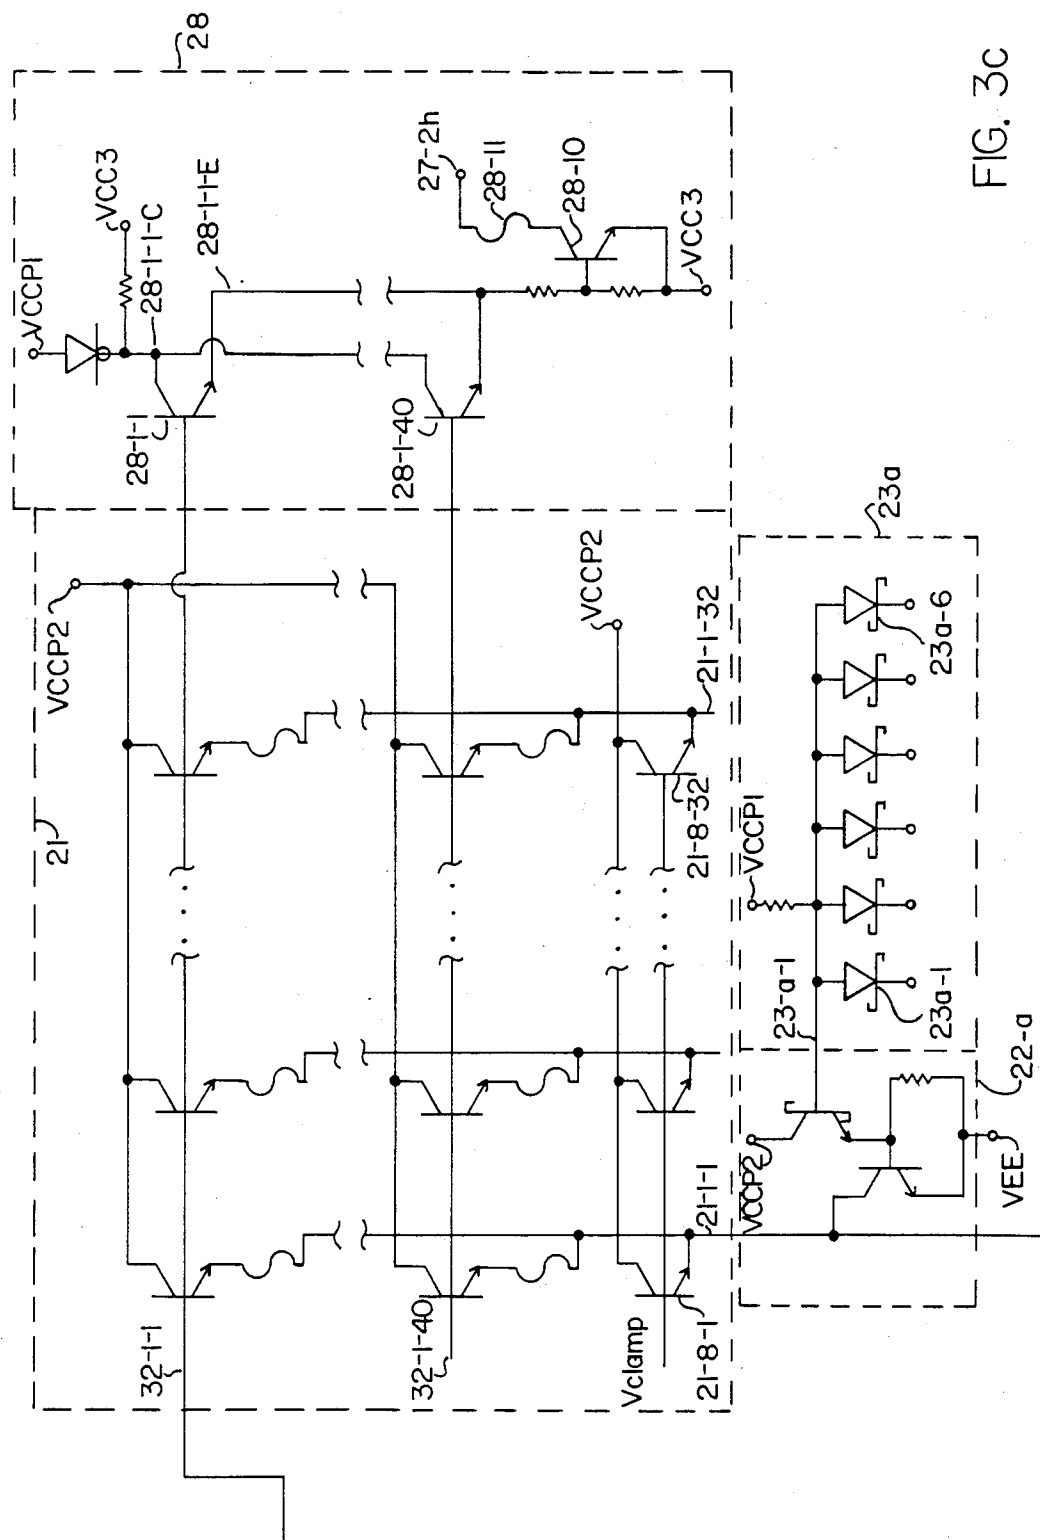 28
VCCP1
VCC3
28-1-1-C
28-1-1-E
28-1-1
27-2h
28-11
28-10
28-1-40
VCC3
FIG. 3c
21
VCCP2
VCCP2
32-1-1
32-1-40
Vclamp
21-8-1
21-1-1
21-8-32
21-1-32
VCCP1
23-a-1
23a
23a-1
23a-6
VCCP2
VEE
22-a